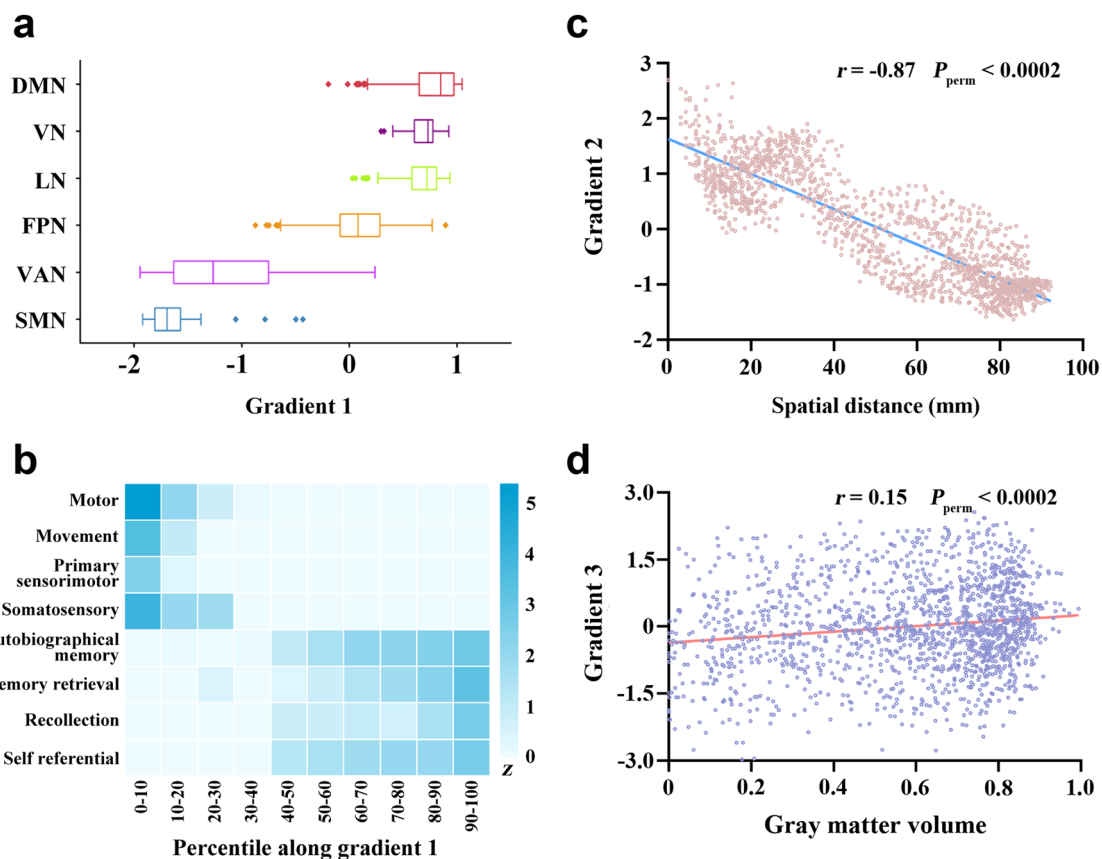 a
DMN
VN
LN
FPN
VAN
SMN
-2 -1 0 1
Gradient 1
b
Motor
Movement
Primary
sensorimotor
Somatosensory
utobiographical
memory
emory retrieval
Recollection
Self referential
5
4
3
2
1
0
z
0-10 10-20 20-30 30-40 40-50 50-60 60-70 70-80 80-90 90-100
Percentile along gradient 1
c
r = -0.87 Pperm < 0.0002
Gradient 2
3
2
1
0
-1
-2
0 20 40 60 80 100
Spatial distance (mm)
d
r = 0.15 Pperm < 0.0002
Gradient 3
3.0
1.5
0
-1.5
-3.0
0 0.2 0.4 0.6 0.8 1.0
Gray matter volume